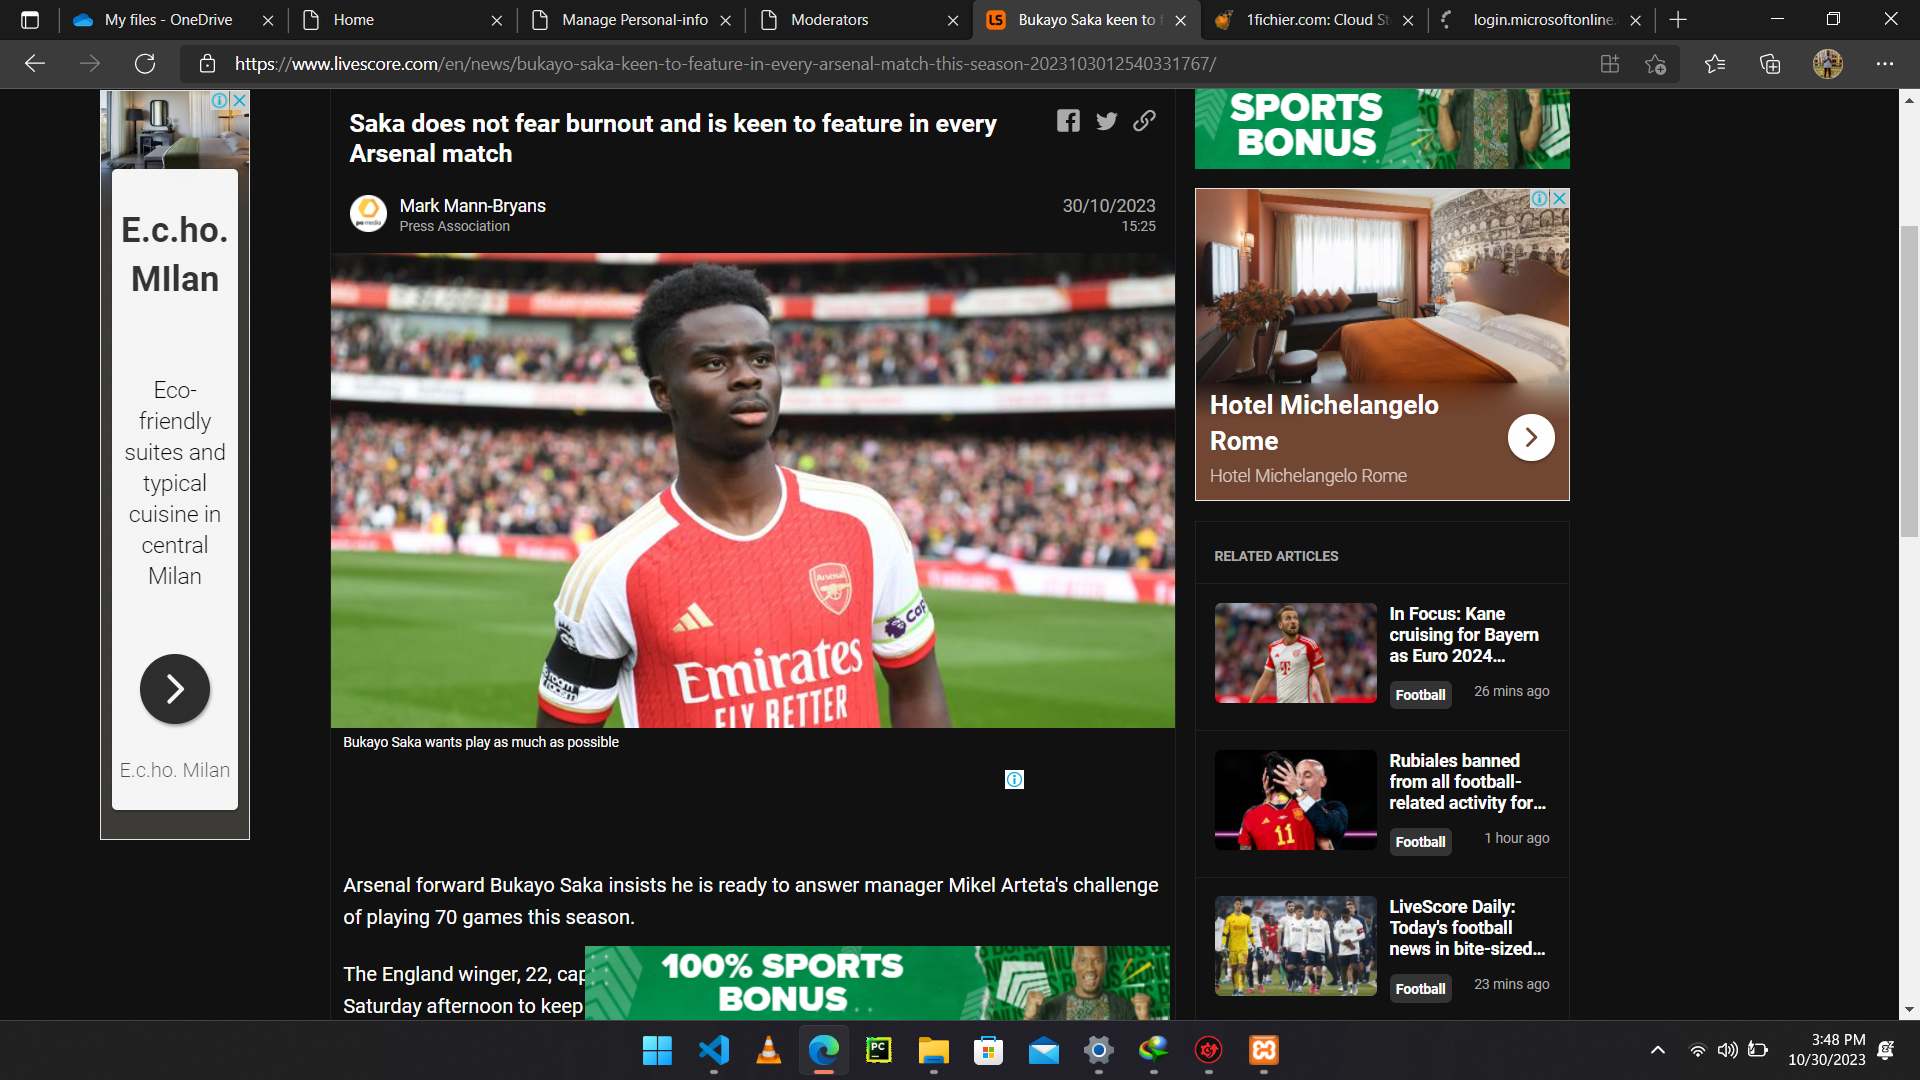 My files - OneDrive
Home
Manage Personal-info
Moderators
Bukayo Saka keen to f
1fichier.com: Cloud St
login.microsoftonline.
https://www.livescore.com/en/news/bukayo-saka-keen-to-feature-in-every-arsenal-match-this-season-2023103012540331767/
E.c.ho.
MIlan
Eco-
friendly
suites and
typical
cuisine in
central
Milan
E.c.ho. Milan
Saka does not fear burnout and is keen to feature in every
Arsenal match
Mark Mann-Bryans
Press Association
30/10/2023
15:25
Arsenal
Cap
room
racism
Emirates
FLY BETTER
Bukayo Saka wants play as much as possible
Arsenal forward Bukayo Saka insists he is ready to answer manager Mikel Arteta's challenge
of playing 70 games this season.
The England winger, 22, cap
Saturday afternoon to keep
100% SPORTS
BONUS
SPORTS
BONUS
Hotel Michelangelo
Rome
Hotel Michelangelo Rome
RELATED ARTICLES
In Focus: Kane
cruising for Bayern
as Euro 2024...
Football
26 mins ago
11
Rubiales banned
from all football-
related activity for...
Football
1 hour ago
LiveScore Daily:
Today's football
news in bite-sized...
Football
23 mins ago
PC
3:48 PM
10/30/2023